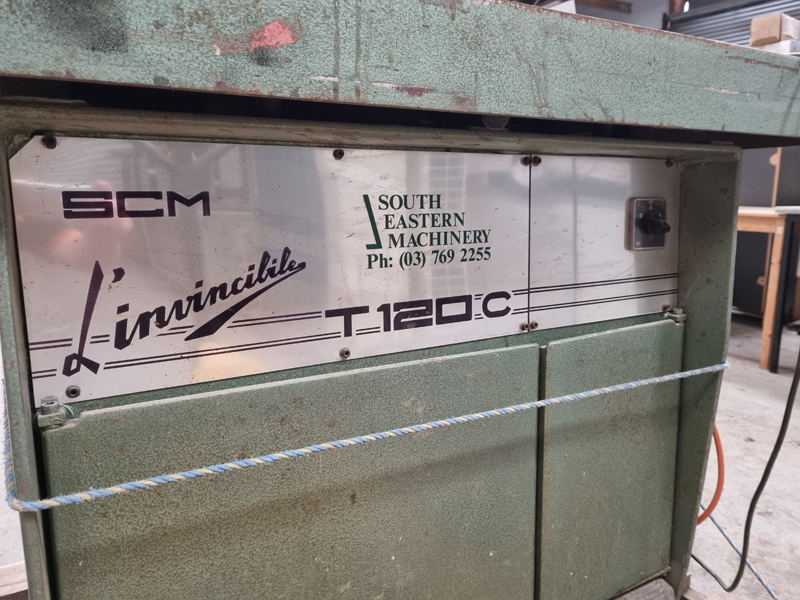 SCM
L'invincibile
SOUTH
EASTERN
MACHINERY
Ph: (03) 769 2255
T120C